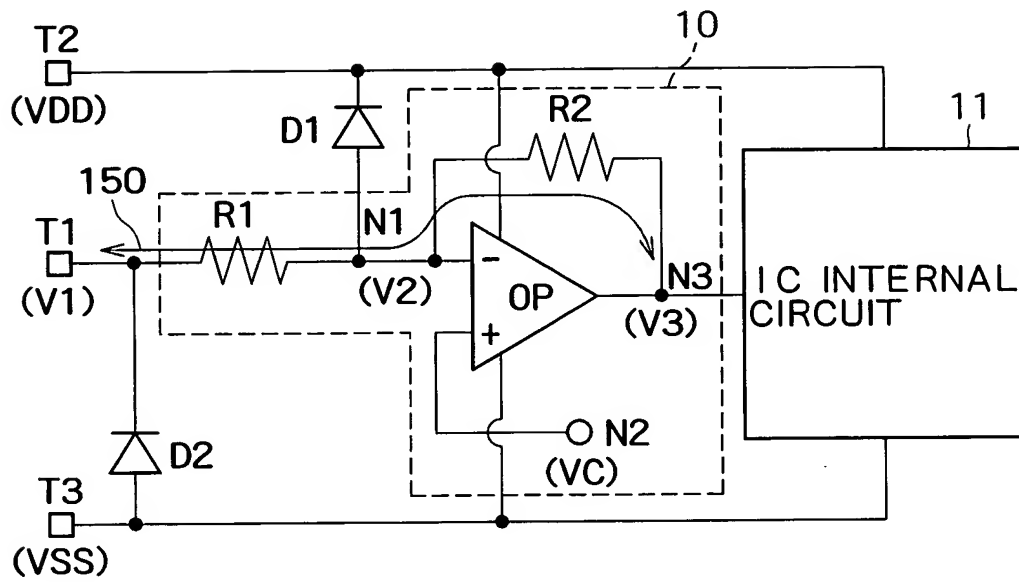 10
T2
(VDD)
D1
R2
11
150
R1
N1
T1
(V1)
(V2)
−
OP
N3
(V3)
IC INTERNAL
CIRCUIT
+
N2
(VC)
D2
T3
(VSS)